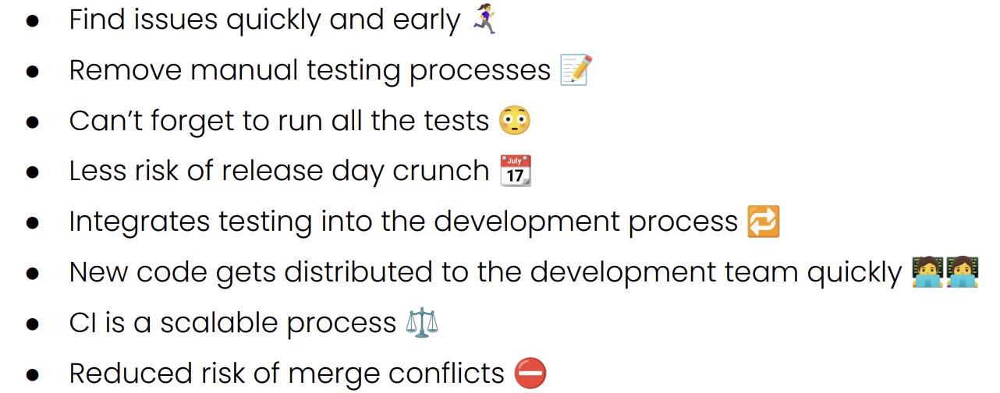 ● Find issues quickly and early 🏃‍♀️
● Remove manual testing processes 📝
● Can’t forget to run all the tests 😳
● Less risk of release day crunch 📅
● Integrates testing into the development process 🔁
● New code gets distributed to the development team quickly 🧑‍💻👩‍💻
● CI is a scalable process ⚖️
● Reduced risk of merge conflicts ⛔